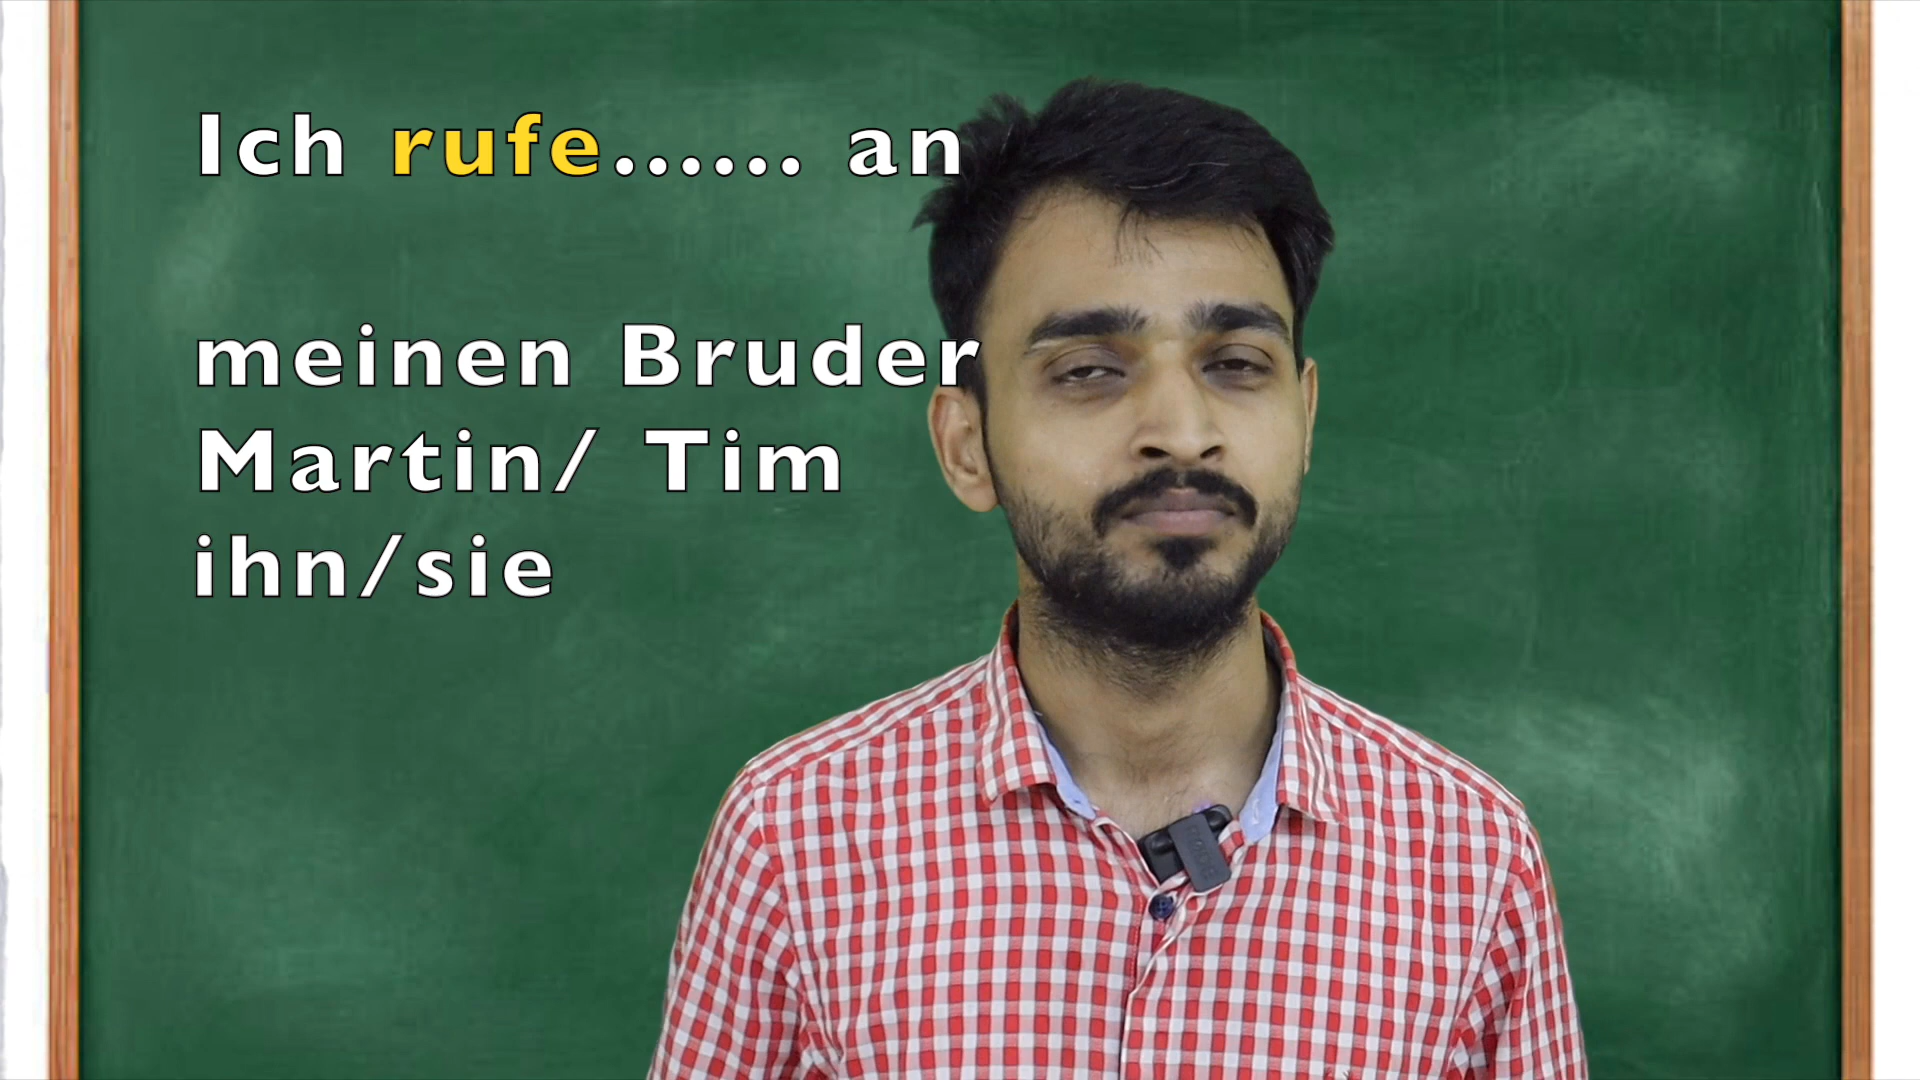 Ich rufe...... an
meinen Bruder
Martin/ Tim
ihn/sie